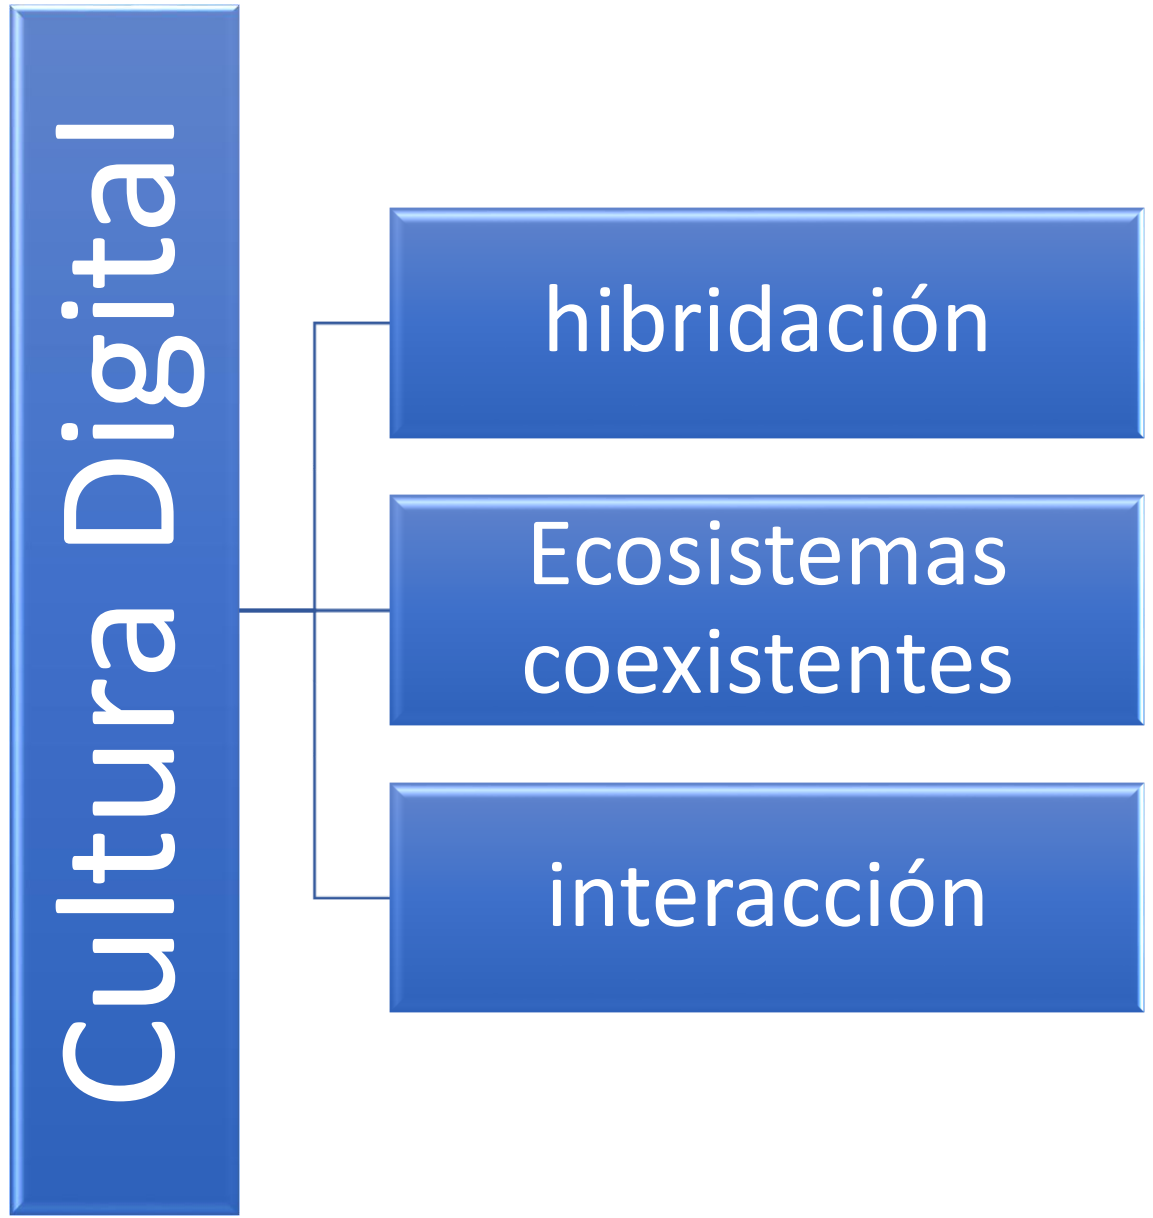 Cultura Digital
hibridación
Ecosistemas
coexistentes
interacción